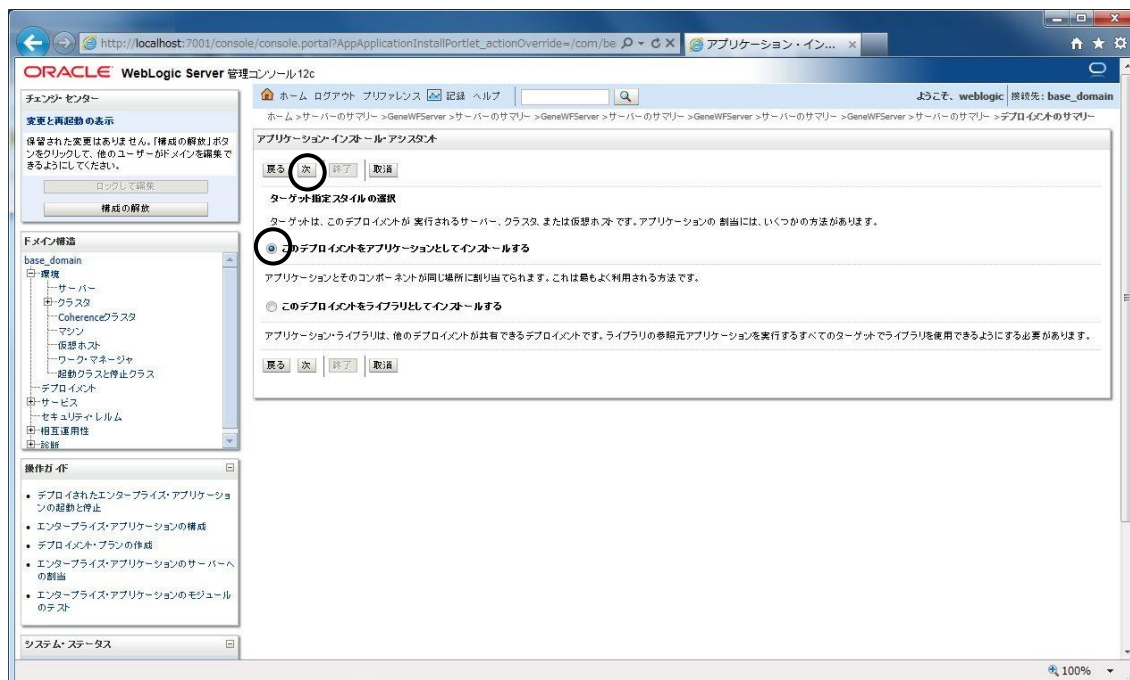 http://localhost:7001/console/console.portal?AppApplicationInstallPortlet_actionOverride=/com/be
アプリケーション・イン...
ORACLE WebLogic Server 管理コンソール12c
チェンジ・センター
変更と再起動の表示
保留された変更はありません。「構成の解放」ボタ
ンをクリックして、他のユーザーがドメインを編集で
きるようにしてください。
ロックして編集
構成の解放
ドメイン構造
base_domain
環境
サーバー
クラスタ
Coherenceクラスタ
マシン
仮想ホスト
ワーク・マネージャ
起動クラスと停止クラス
デプロイメント
サービス
セキュリティ・レルム
相互運用性
診断
操作ガイド
デプロイされたエンタープライズ・アプリケーショ
ンの起動と停止
エンタープライズ・アプリケーションの構成
デプロイメント・プランの作成
エンタープライズ・アプリケーションのサーバーへ
の割当
エンタープライズ・アプリケーションのモジュール
のテスト
システム・ステータス
ホーム ログアウト プリファレンス 記録 ヘルプ
ようこそ、weblogic 接続先: base_domain
ホーム >サーバーのサマリー >GeneWFServer >サーバーのサマリー >GeneWFServer >サーバーのサマリー >GeneWFServer >サーバーのサマリー >GeneWFServer >サーバーのサマリー >デプロイメントのサマリー
アプリケーション・インストール・アシスタント
戻る 次 終了 取消
ターゲット指定スタイルの選択
ターゲットは、このデプロイメントが実行されるサーバー、クラスタ、または仮想ホストです。アプリケーションの割当には、いくつかの方法があります。
このデプロイメントをアプリケーションとしてインストールする
アプリケーションとそのコンポーネントが同じ場所に割り当てられます。これは最もよく利用される方法です。
このデプロイメントをライブラリとしてインストールする
アプリケーション・ライブラリは、他のデプロイメントが共有できるデプロイメントです。ライブラリの参照元アプリケーションを実行するすべてのターゲットでライブラリを使用できるようにする必要があります。
戻る 次 終了 取消
100%